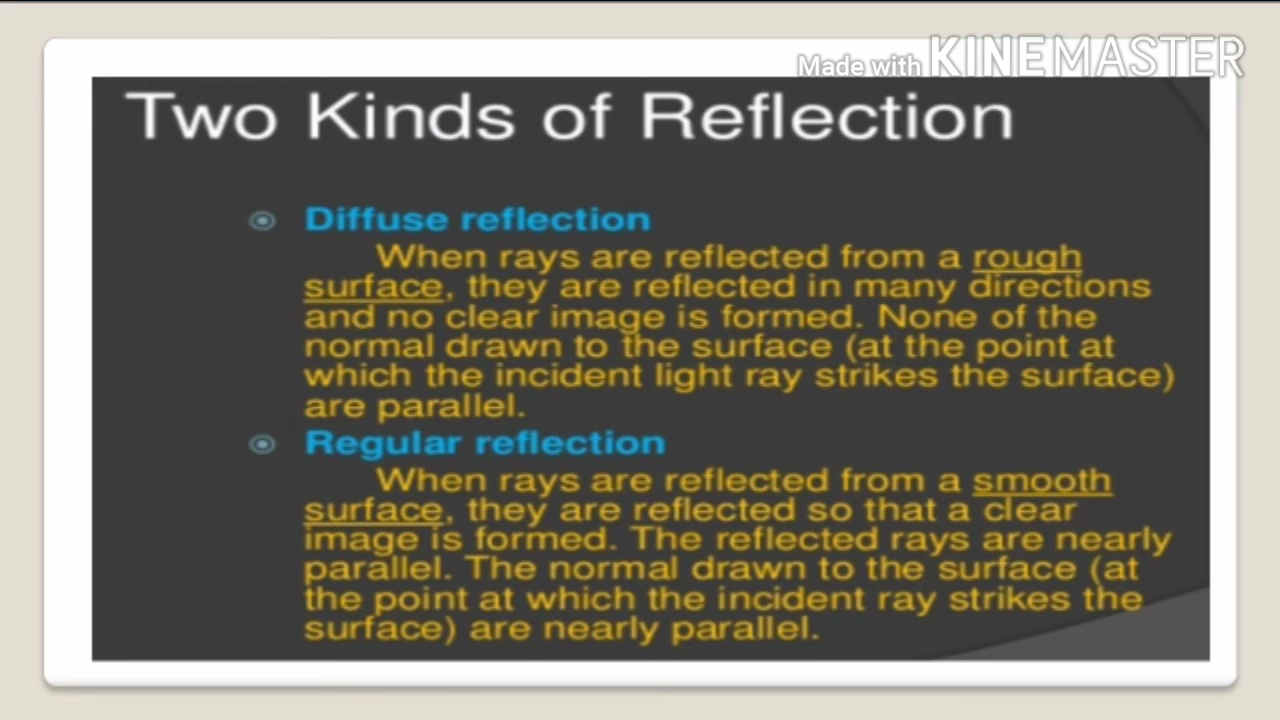 Made with KINEMASTER
Two Kinds of Reflection
Diffuse reflection
When rays are reflected from a rough
surface, they are reflected in many directions
and no clear image is formed. None of the
normal drawn to the surface (at the point at
which the incident light ray strikes the surface)
are parallel.
Regular reflection
When rays are reflected from a smooth
surface, they are reflected so that a clear
image is formed. The reflected rays are nearly
parallel. The normal drawn to the surface (at
the point at which the incident ray strikes the
surface) are nearly parallel.